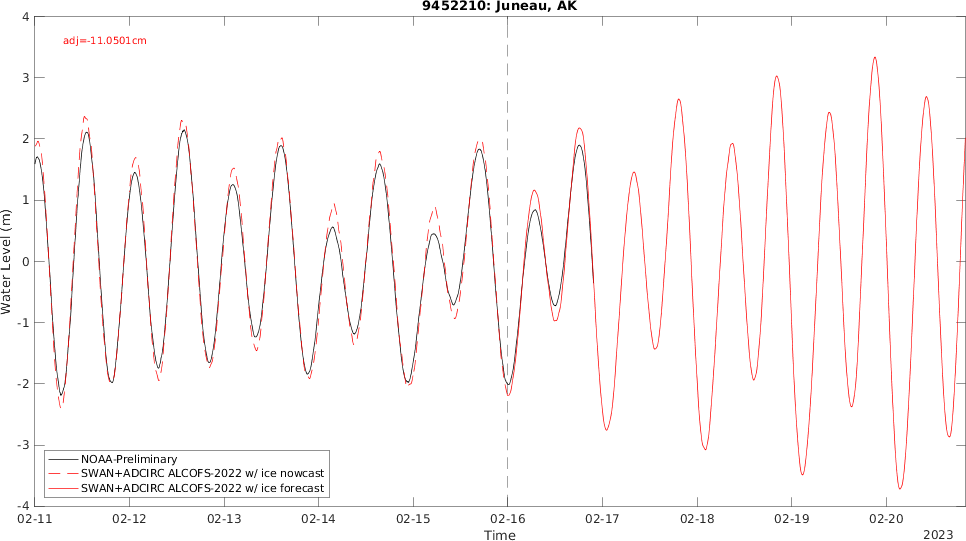 9452210: Juneau, AK
adj=-11.0501cm
4
3
2
1
0
-1
-2
-3
-4
Water Level (m)
NOAA-Preliminary
SWAN+ADCIRC ALCOFS-2022 w/ ice nowcast
SWAN+ADCIRC ALCOFS-2022 w/ ice forecast
02-11 02-12 02-13 02-14 02-15 02-16 02-17 02-18 02-19 02-20
Time
2023